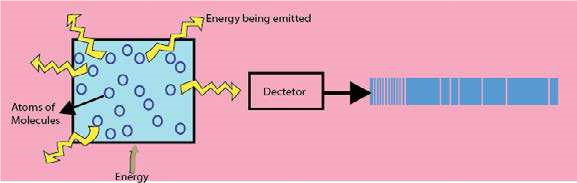 Energy being emitted
Dectetor
Atoms of
Molecules
Energy